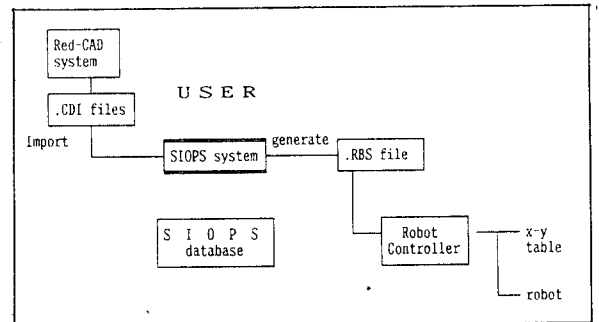 Red-CAD
system
USER
.CDI files
Import
generate
SIOPS system
.RBS file
S I O P S
database
Robot
Controller
x-y
table
robot